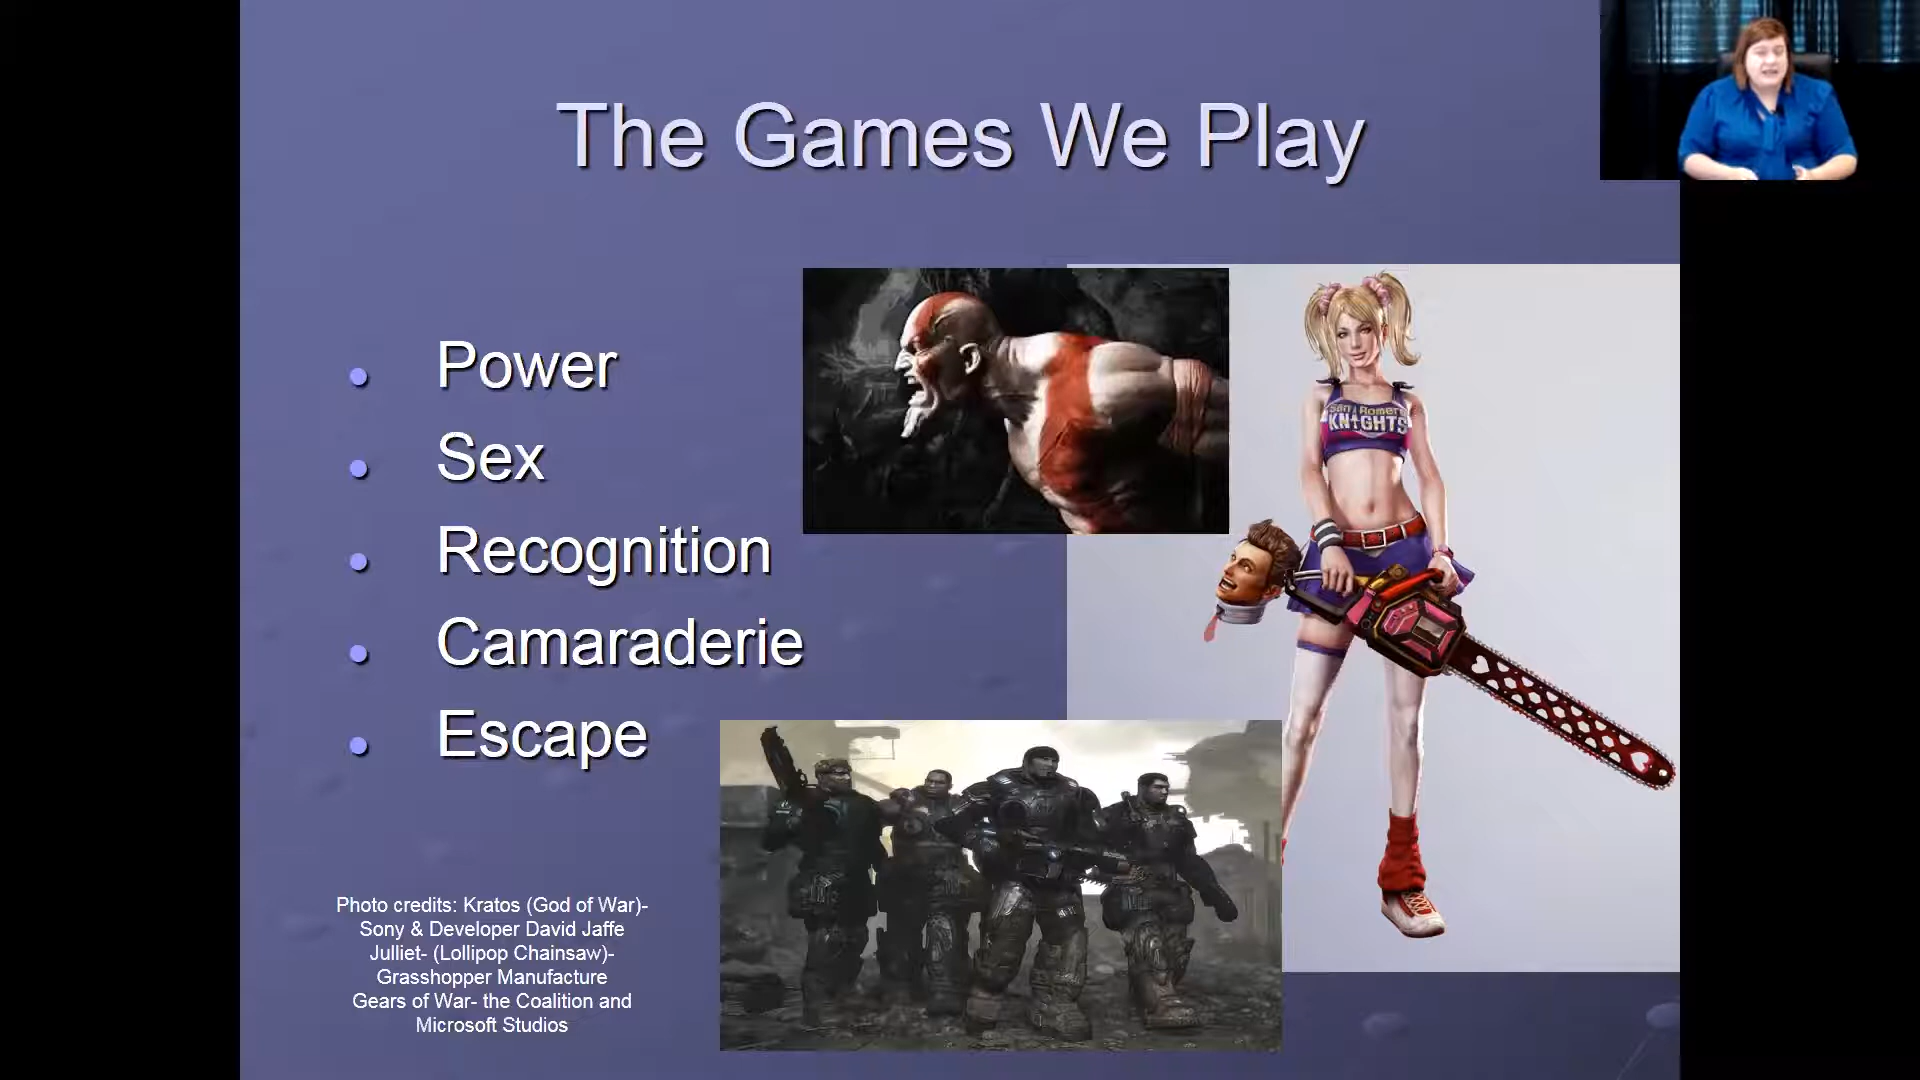 The Games We Play
Power
Sex
Recognition
Camaraderie
Escape
San Romero
KNIGHTS
Photo credits: Kratos (God of War)-
Sony & Developer David Jaffe
Julliet- (Lollipop Chainsaw)-
Grasshopper Manufacture
Gears of War- the Coalition and
Microsoft Studios